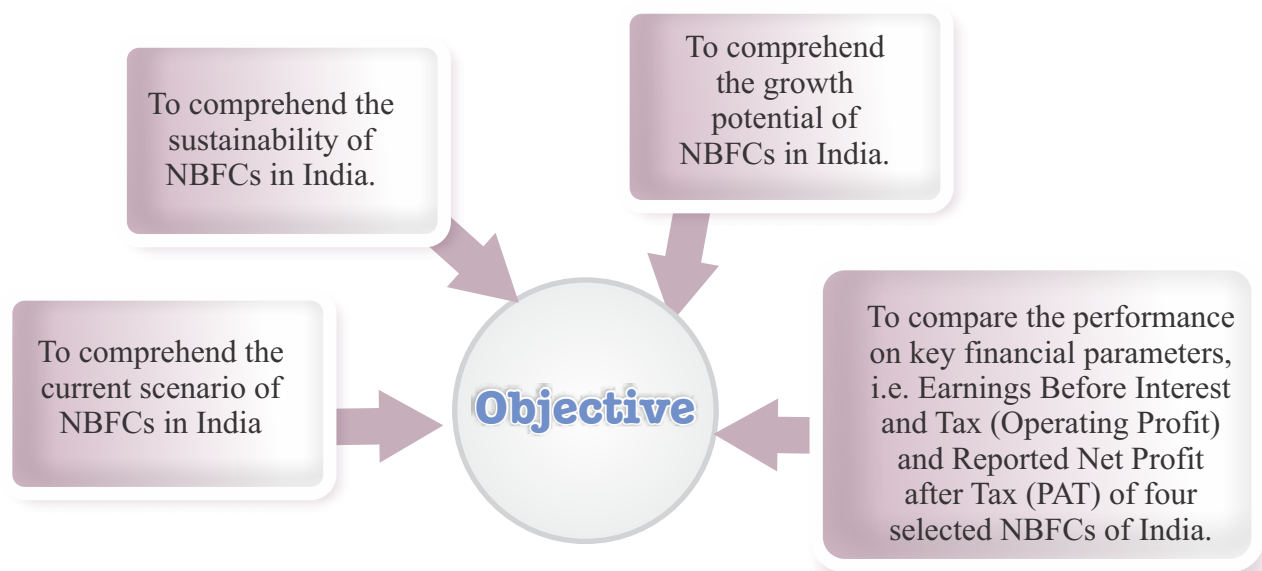 To comprehend the
sustainability of
NBFCs in India.
To comprehend
the growth
potential of
NBFCs in India.
To comprehend the
current scenario of
NBFCs in India
Objective
To compare the performance
on key financial parameters,
i.e. Earnings Before Interest
and Tax (Operating Profit)
and Reported Net Profit
after Tax (PAT) of four
selected NBFCs of India.